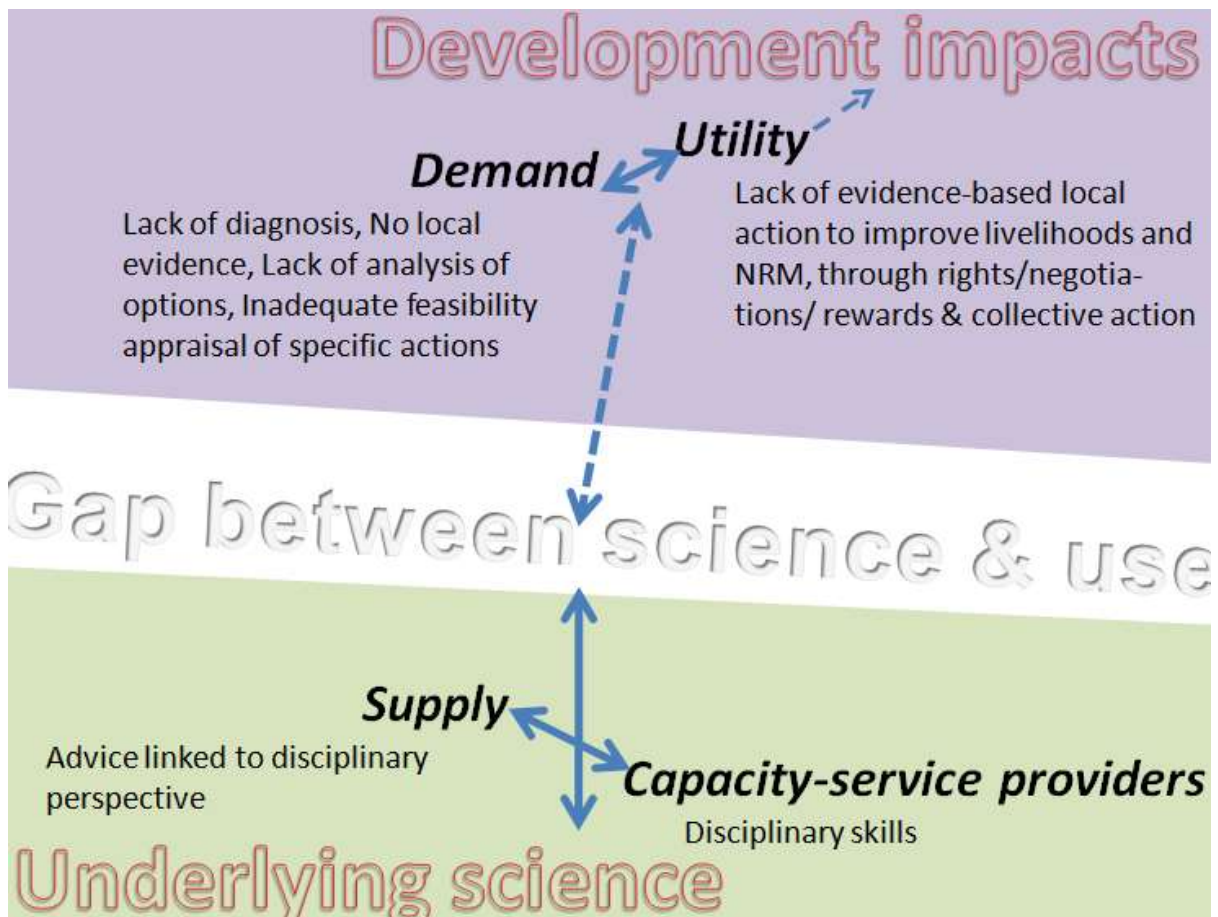 Development impacts
Utility
Demand
Lack of evidence-based local
action to improve livelihoods and
NRM, through rights/negotia-
tions/ rewards & collective action
Lack of diagnosis, No local
evidence, Lack of analysis of
options, Inadequate feasibility
appraisal of specific actions
Gap between science & use
Supply
Advice linked to disciplinary
perspective
Capacity-service providers
Disciplinary skills
Underlying science